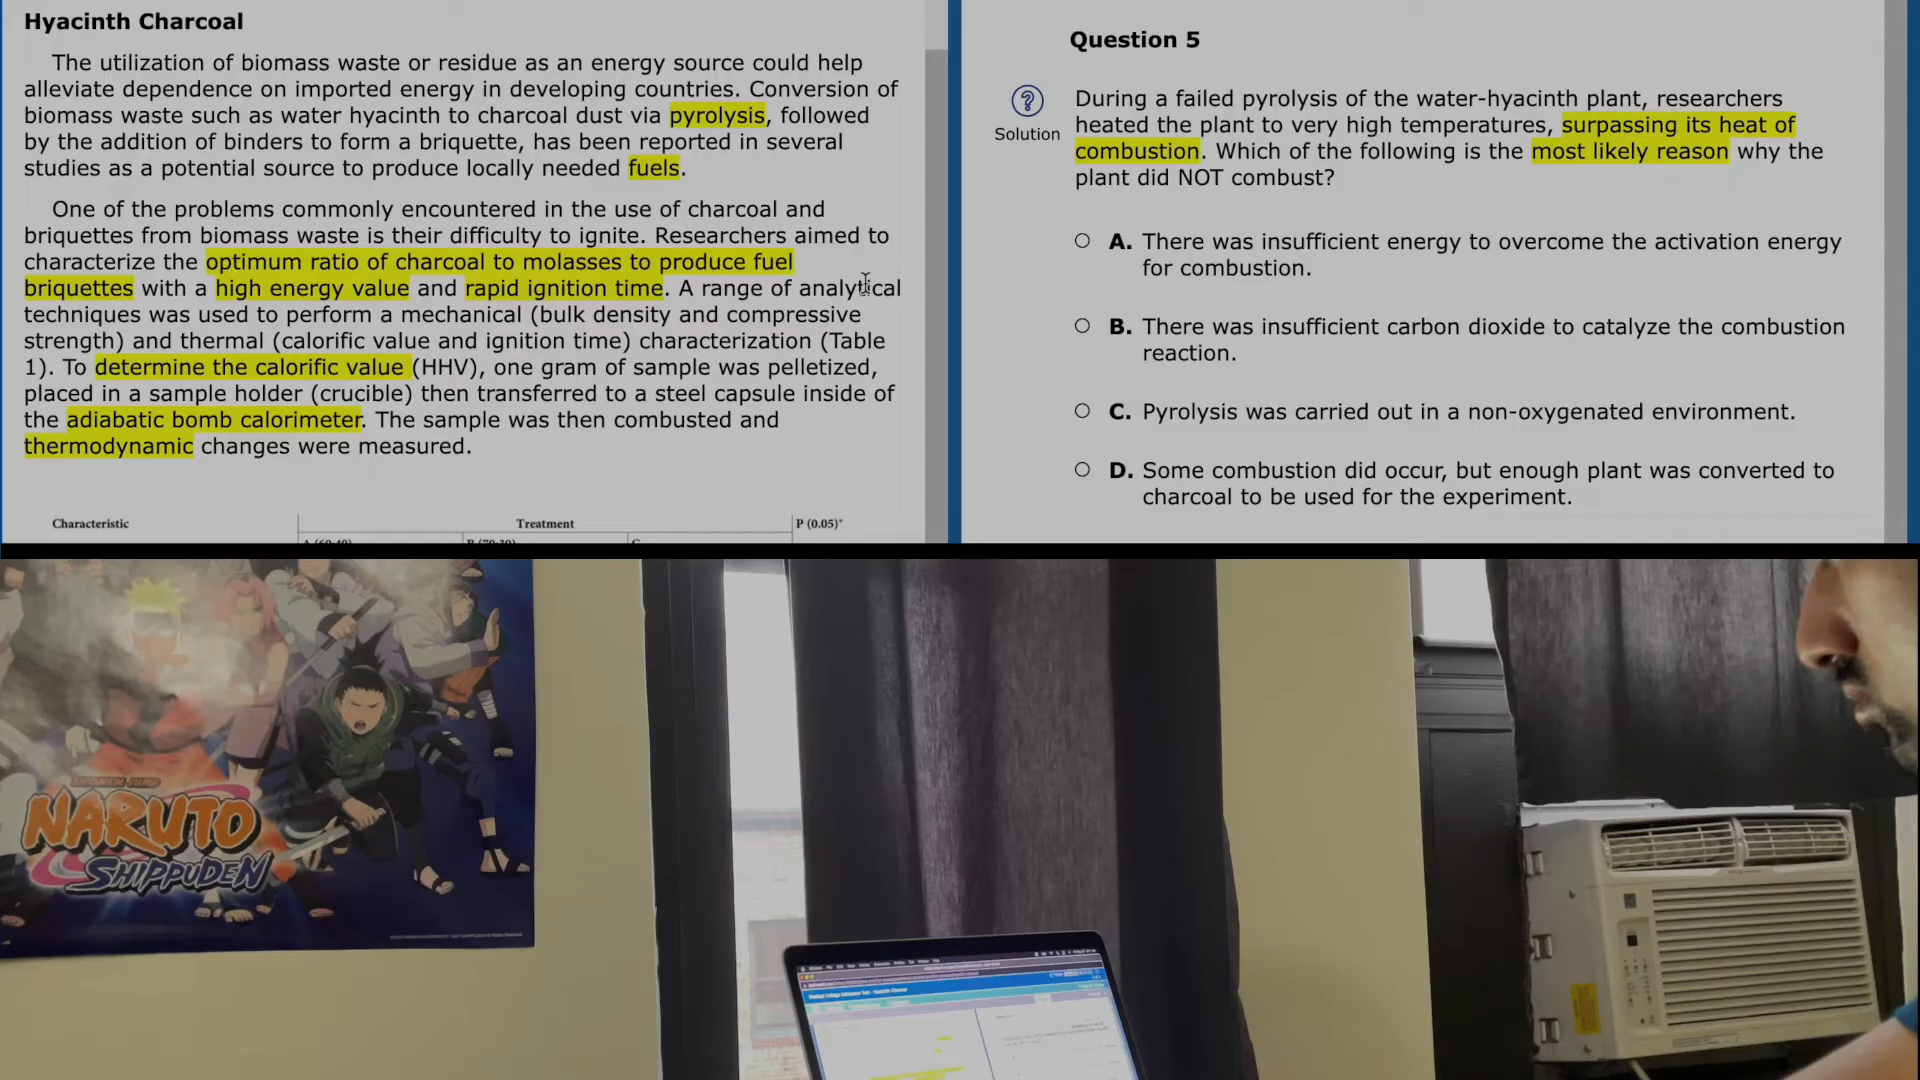 Hyacinth Charcoal
The utilization of biomass waste or residue as an energy source could help
alleviate dependence on imported energy in developing countries. Conversion of
biomass waste such as water hyacinth to charcoal dust via pyrolysis, followed
by the addition of binders to form a briquette, has been reported in several
studies as a potential source to produce locally needed fuels.
One of the problems commonly encountered in the use of charcoal and
briquettes from biomass waste is their difficulty to ignite. Researchers aimed to
characterize the optimum ratio of charcoal to molasses to produce fuel
briquettes with a high energy value and rapid ignition time. A range of analytical
techniques was used to perform a mechanical (bulk density and compressive
strength) and thermal (calorific value and ignition time) characterization (Table
1). To determine the calorific value (HHV), one gram of sample was pelletized,
placed in a sample holder (crucible) then transferred to a steel capsule inside of
the adiabatic bomb calorimeter. The sample was then combusted and
thermodynamic changes were measured.
Characteristic Treatment P (0.05)*
Question 5
Solution
During a failed pyrolysis of the water-hyacinth plant, researchers
heated the plant to very high temperatures, surpassing its heat of
combustion. Which of the following is the most likely reason why the
plant did NOT combust?
A. There was insufficient energy to overcome the activation energy
for combustion.
B. There was insufficient carbon dioxide to catalyze the combustion
reaction.
C. Pyrolysis was carried out in a non-oxygenated environment.
D. Some combustion did occur, but enough plant was converted to
charcoal to be used for the experiment.
SHONEN JUMP
NARUTO
SHIPPUDEN